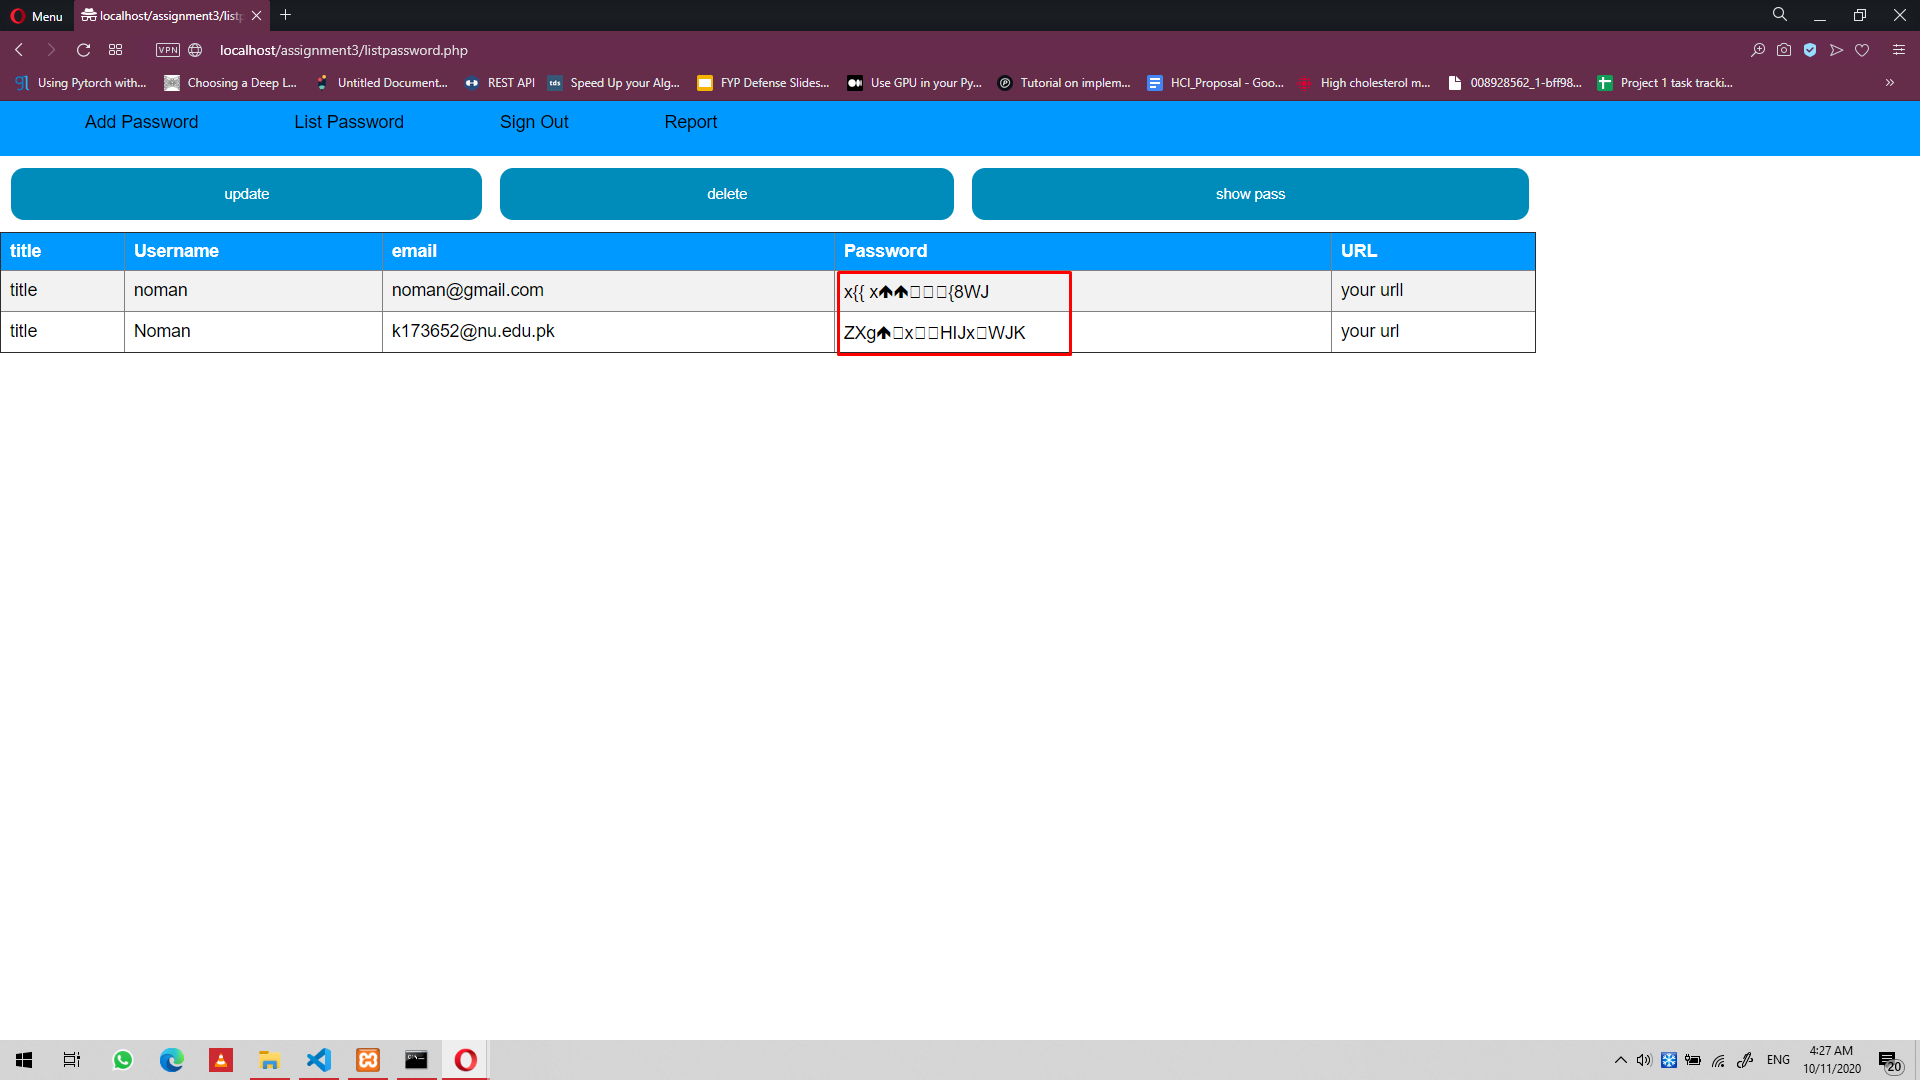 Menu
localhost/assignment3/listp
localhost/assignment3/listpassword.php
VPN
Using Pytorch with...
Choosing a Deep L...
Untitled Document...
REST API
tds
Speed Up your Alg...
FYP Defense Slides...
Use GPU in your Py...
Tutorial on implem...
HCI_Proposal - Goo...
High cholesterol m...
008928562_1-bff98...
Project 1 task tracki...
Add Password
List Password
Sign Out
Report
update
delete
show pass
title Username email Password URL
title noman noman@gmail.com x{{ x🡹🡹□□□{8WJ your urll
title Noman k173652@nu.edu.pk ZXg🡹□x□□HIJx□WJK your url
ENG
4:27 AM
10/11/2020
20